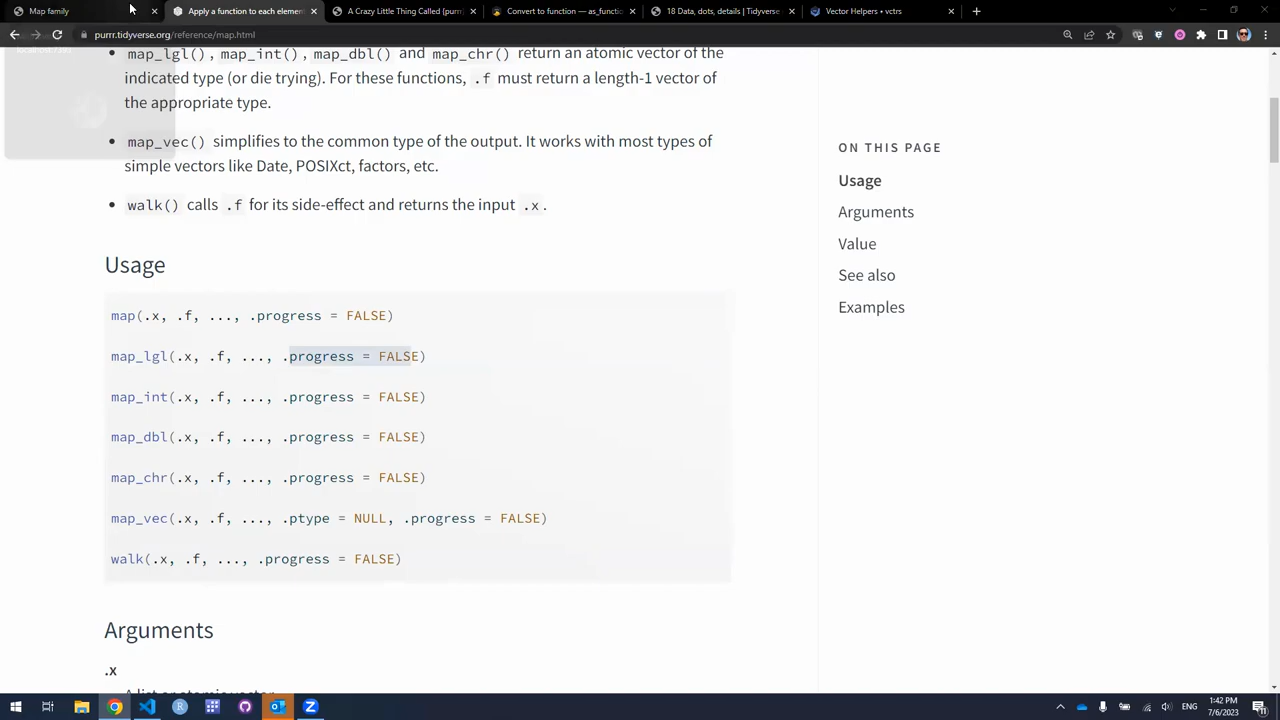 Map family
Apply a function to each elemen
A Crazy Little Thing Called {purrr
Convert to function — as_functio
18 Data, dots, details | Tidyverse
Vector Helpers • vctrs
purrr.tidyverse.org/reference/map.html
map_lgl(), map_int(), map_dbl() and map_chr() return an atomic vector of the
indicated type (or die trying). For these functions, .f must return a length-1 vector of
the appropriate type.
map_vec() simplifies to the common type of the output. It works with most types of
simple vectors like Date, POSIXct, factors, etc.
walk() calls .f for its side-effect and returns the input .x.
ON THIS PAGE
Usage
Arguments
Value
See also
Examples
Usage
map(.x, .f, ..., .progress = FALSE)
map_lgl(.x, .f, ..., .progress = FALSE)
map_int(.x, .f, ..., .progress = FALSE)
map_dbl(.x, .f, ..., .progress = FALSE)
map_chr(.x, .f, ..., .progress = FALSE)
map_vec(.x, .f, ..., .ptype = NULL, .progress = FALSE)
walk(.x, .f, ..., .progress = FALSE)
Arguments
.x
A list or atomic vector
ENG
1:42 PM
7/6/2023